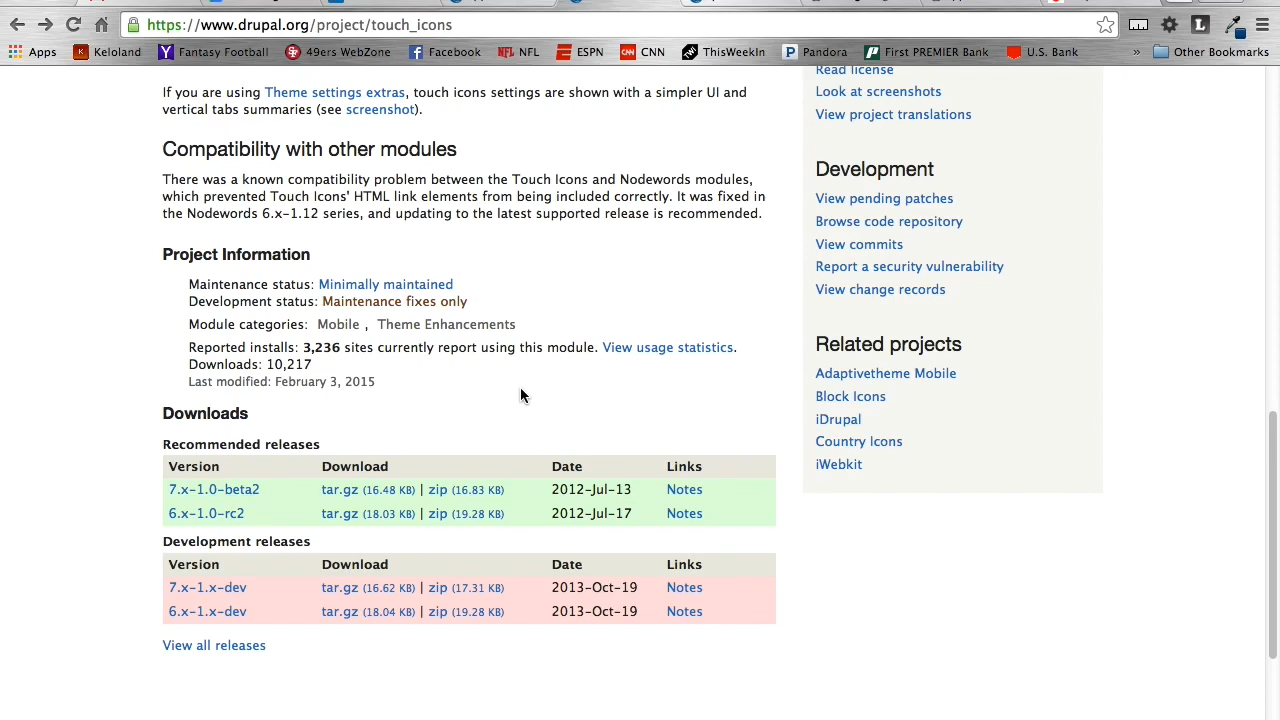 https://www.drupal.org/project/touch_icons
Apps Keloland Fantasy Football 49ers WebZone Facebook NFL ESPN CNN ThisWeekIn Pandora First PREMIER Bank U.S. Bank » Other Bookmarks
If you are using Theme settings extras, touch icons settings are shown with a simpler UI and
vertical tabs summaries (see screenshot).
Compatibility with other modules
There was a known compatibility problem between the Touch Icons and Nodewords modules,
which prevented Touch Icons' HTML link elements from being included correctly. It was fixed in
the Nodewords 6.x-1.12 series, and updating to the latest supported release is recommended.
Project Information
Maintenance status: Minimally maintained
Development status: Maintenance fixes only
Module categories: Mobile , Theme Enhancements
Reported installs: 3,236 sites currently report using this module. View usage statistics.
Downloads: 10,217
Last modified: February 3, 2015
Downloads
Recommended releases
Version Download Date Links
7.x-1.0-beta2 tar.gz (16.48 KB) | zip (16.83 KB) 2012-Jul-13 Notes
6.x-1.0-rc2 tar.gz (18.03 KB) | zip (19.28 KB) 2012-Jul-17 Notes
Development releases
Version Download Date Links
7.x-1.x-dev tar.gz (16.62 KB) | zip (17.31 KB) 2013-Oct-19 Notes
6.x-1.x-dev tar.gz (18.04 KB) | zip (19.28 KB) 2013-Oct-19 Notes
View all releases
Read license
Look at screenshots
View project translations
Development
View pending patches
Browse code repository
View commits
Report a security vulnerability
View change records
Related projects
Adaptivetheme Mobile
Block Icons
iDrupal
Country Icons
iWebkit